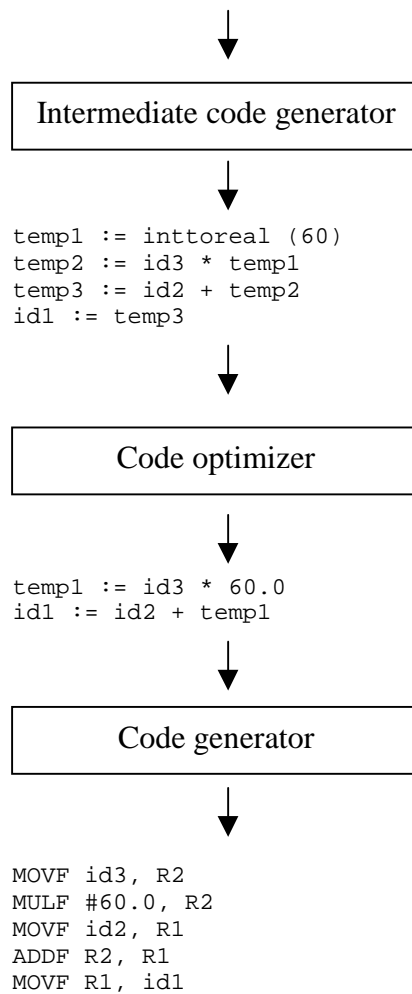 Intermediate code generator
temp1 := inttoreal (60)
temp2 := id3 * temp1
temp3 := id2 + temp2
id1 := temp3
Code optimizer
temp1 := id3 * 60.0
id1 := id2 + temp1
Code generator
MOVF id3, R2
MULF #60.0, R2
MOVF id2, R1
ADDF R2, R1
MOVF R1, id1